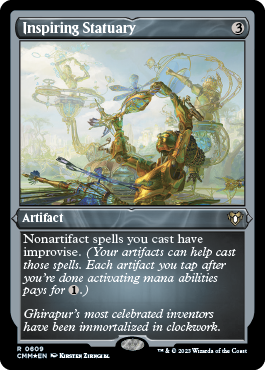 Inspiring Statuary 3
Artifact
Nonartifact spells you cast have
improvise. (Your artifacts can help cast
those spells. Each artifact you tap after
you're done activating mana abilities
pays for 1.)
Ghirapur's most celebrated inventors
have been immortalized in clockwork.
R 0609
CMM★EN KIRSTEN ZIRNGIBL
™ & © 2023 Wizards of the Coast